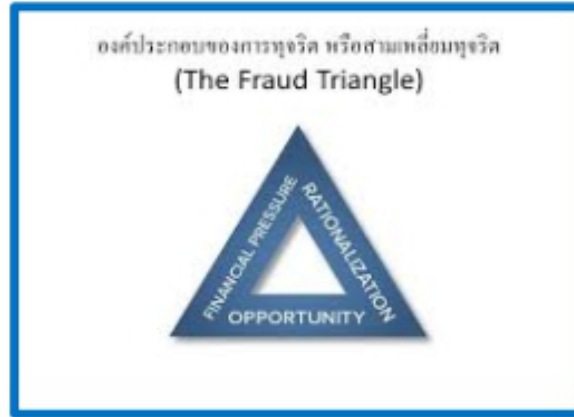 องค์ประกอบของการทุจริต หรือสามเหลี่ยมทุจริต
(The Fraud Triangle)
FINANCIAL PRESSURE
RATIONALIZATION
OPPORTUNITY